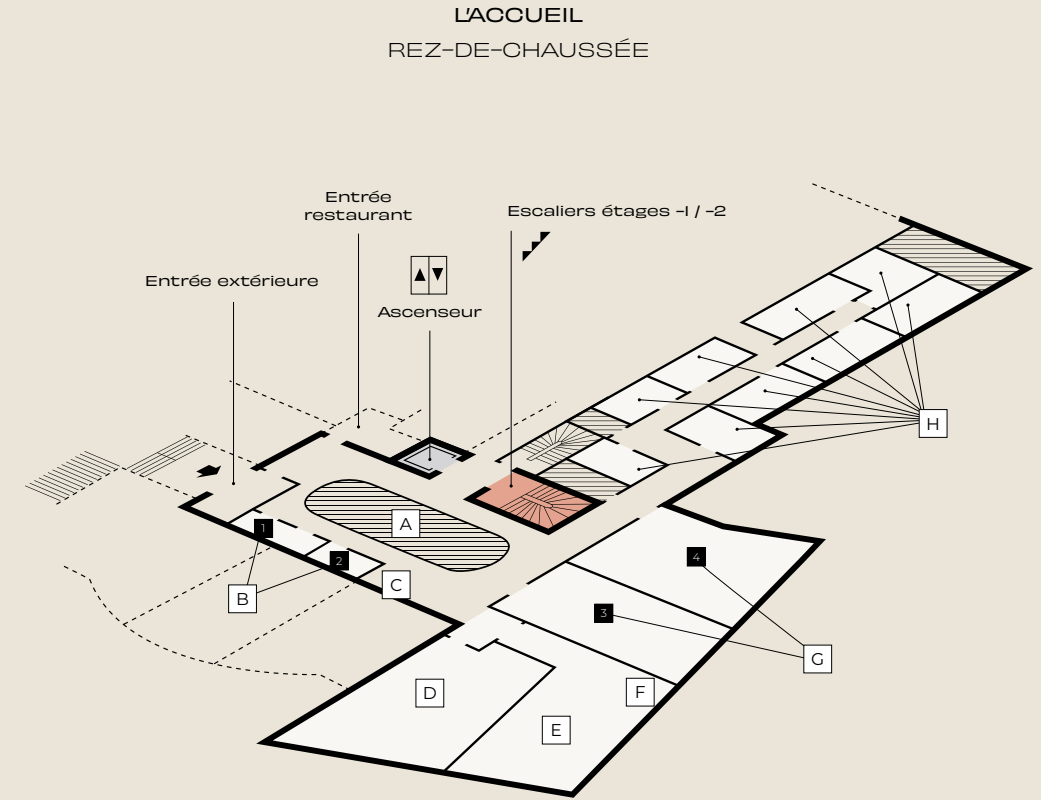 L'ACCUEIL
REZ-DE-CHAUSSÉE
Entrée
restaurant
Escaliers étages -1 / -2
Entrée extérieure
Ascenseur
H
A
1
2
B
C
4
3
G
D
F
E